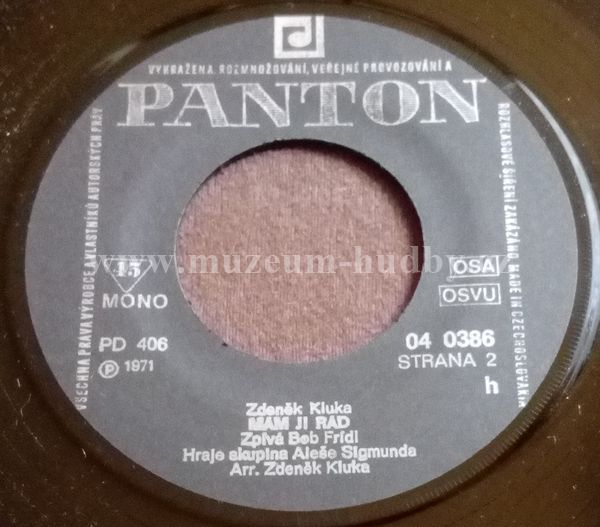 VYHRAŽENA. ROZMNOŽOVÁNÍ, VEŘEJNÉ PROVOZOVÁNÍ A
PANTON
VŠECHNA PRÁVA VÝROBCE A VLASTNÍKŮ AUTORSKÝCH PRÁV
ROZHLASOVÉ ŠÍŘENÍ ZAKÁZÁNO. MADE IN CZECHOSLOVAKIA
www.muzeum-hudby.cz
45
MONO
OSA
OSVU
PD 406
04 0386
Ⓟ 1971
STRANA 2
h
Zdeněk Kluka
MÁM JI RÁD
Zpívá Bob Frídl
Hraje skupina Aleše Sigmunda
Arr. Zdeněk Kluka